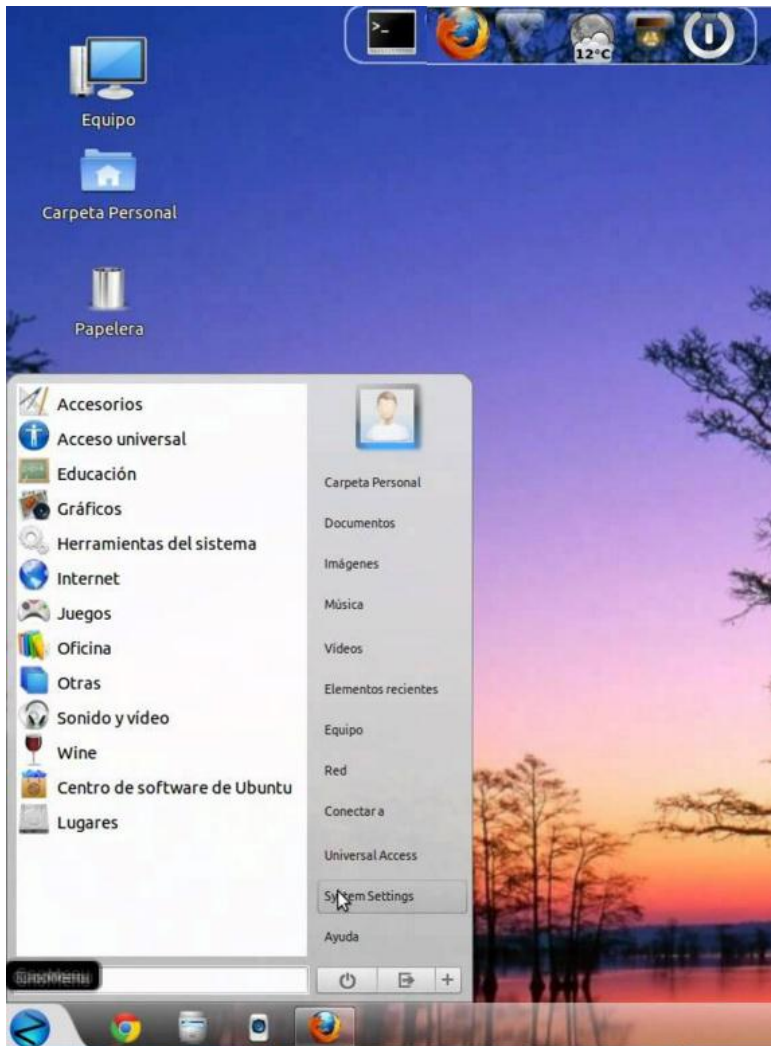 >_
12°C
Equipo
Carpeta Personal
Papelera
Accesorios
Acceso universal
Educación
Gráficos
Herramientas del sistema
Internet
Juegos
Oficina
Otras
Sonido y vídeo
Wine
Centro de software de Ubuntu
Lugares
Carpeta Personal
Documentos
Imágenes
Música
Vídeos
Elementos recientes
Equipo
Red
Conectar a
Universal Access
System Settings
Ayuda